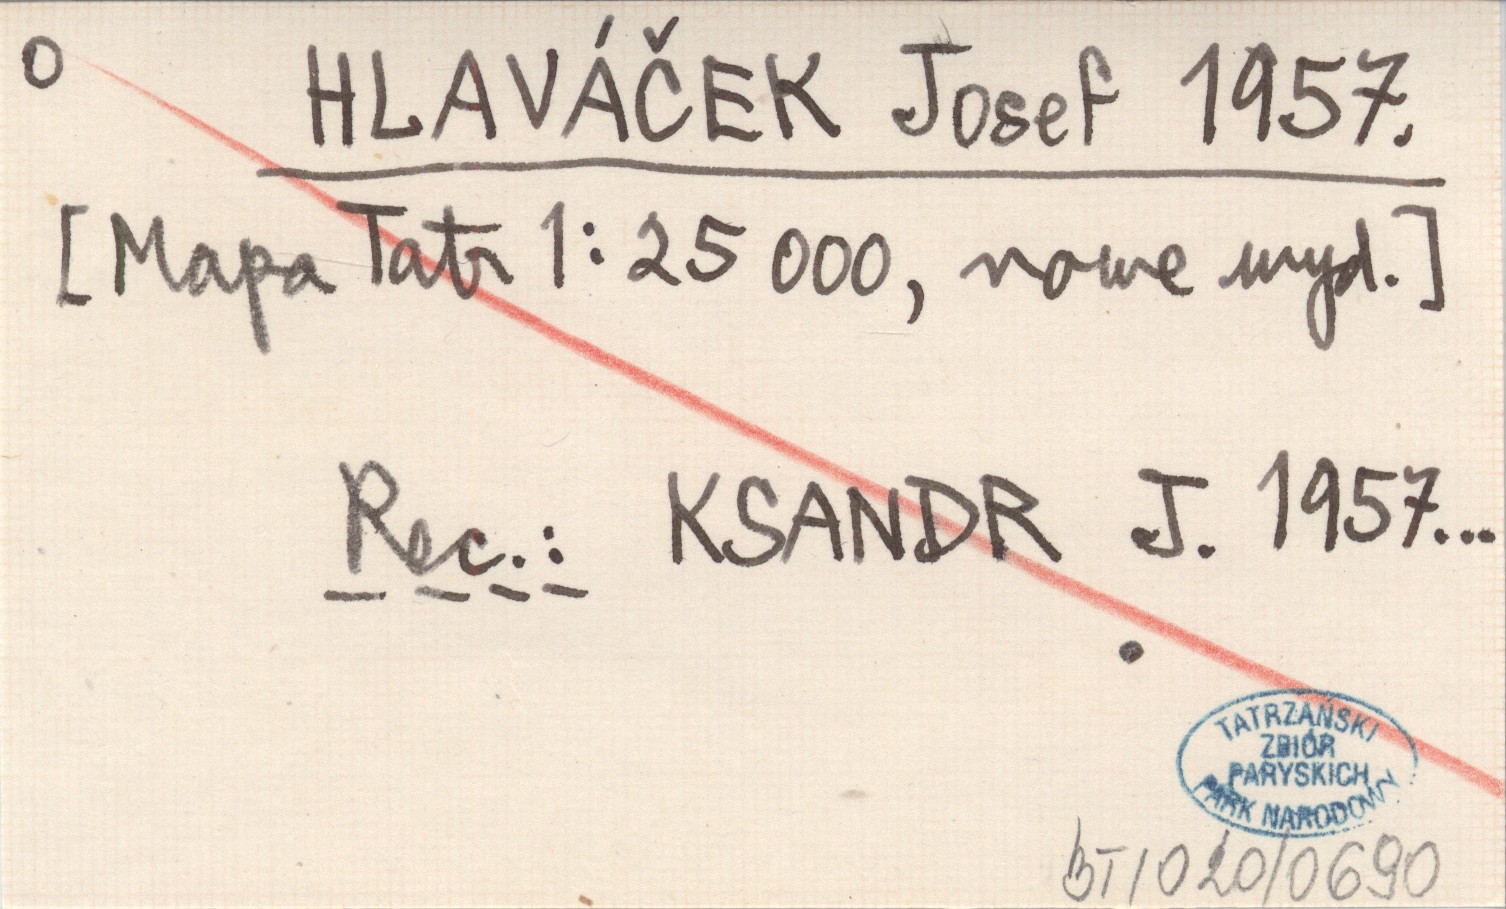 o HLAVÁČEK Josef 1957.
[Mapa Tatr 1:25 000, nowe wyd.]
Rec.: KSANDR J. 1957...
TATRZAŃSKI
ZBIÓR
PARYSKICH
PARK NARODOWY
BT/020/0690